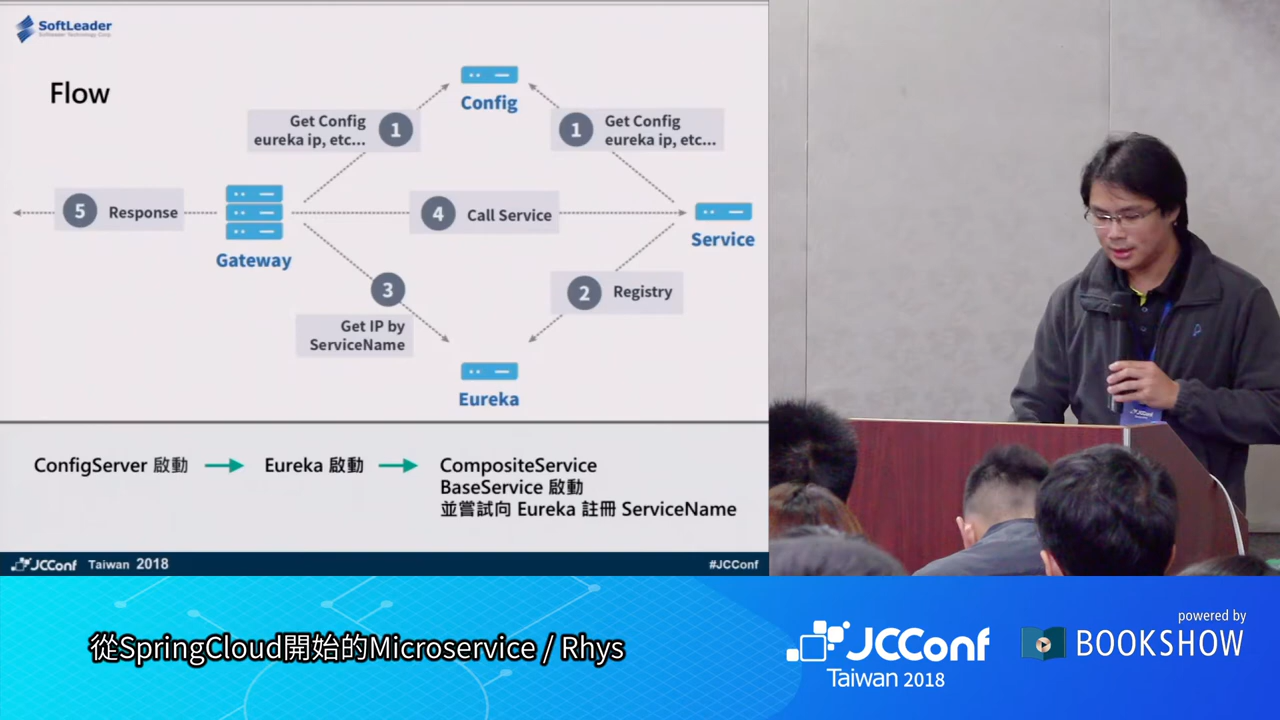 SoftLeader
Flow
Config
Get Config
eureka ip, etc...
1
1
Get Config
eureka ip, etc...
5
Response
4
Call Service
Gateway
Service
3
Get IP by
ServiceName
2
Registry
Eureka
ConfigServer 啟動
Eureka 啟動
CompositeService
BaseService 啟動
並嘗試向 Eureka 註冊 ServiceName
JCConf Taiwan 2018
#JCConf
JCConf
從SpringCloud開始的Microservice / Rhys
JCConf
Taiwan 2018
powered by
BOOKSHOW